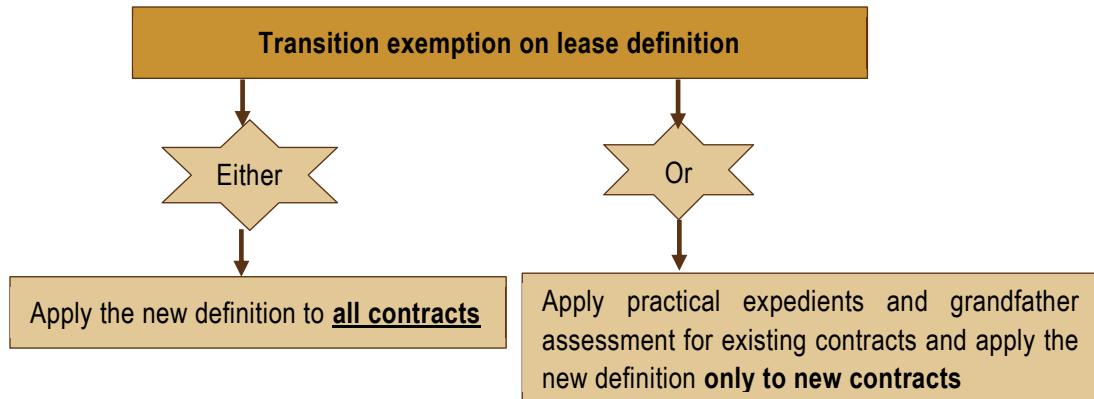 Transition exemption on lease definition
Either
Or
Apply the new definition to all contracts
Apply practical expedients and grandfather
assessment for existing contracts and apply the
new definition only to new contracts